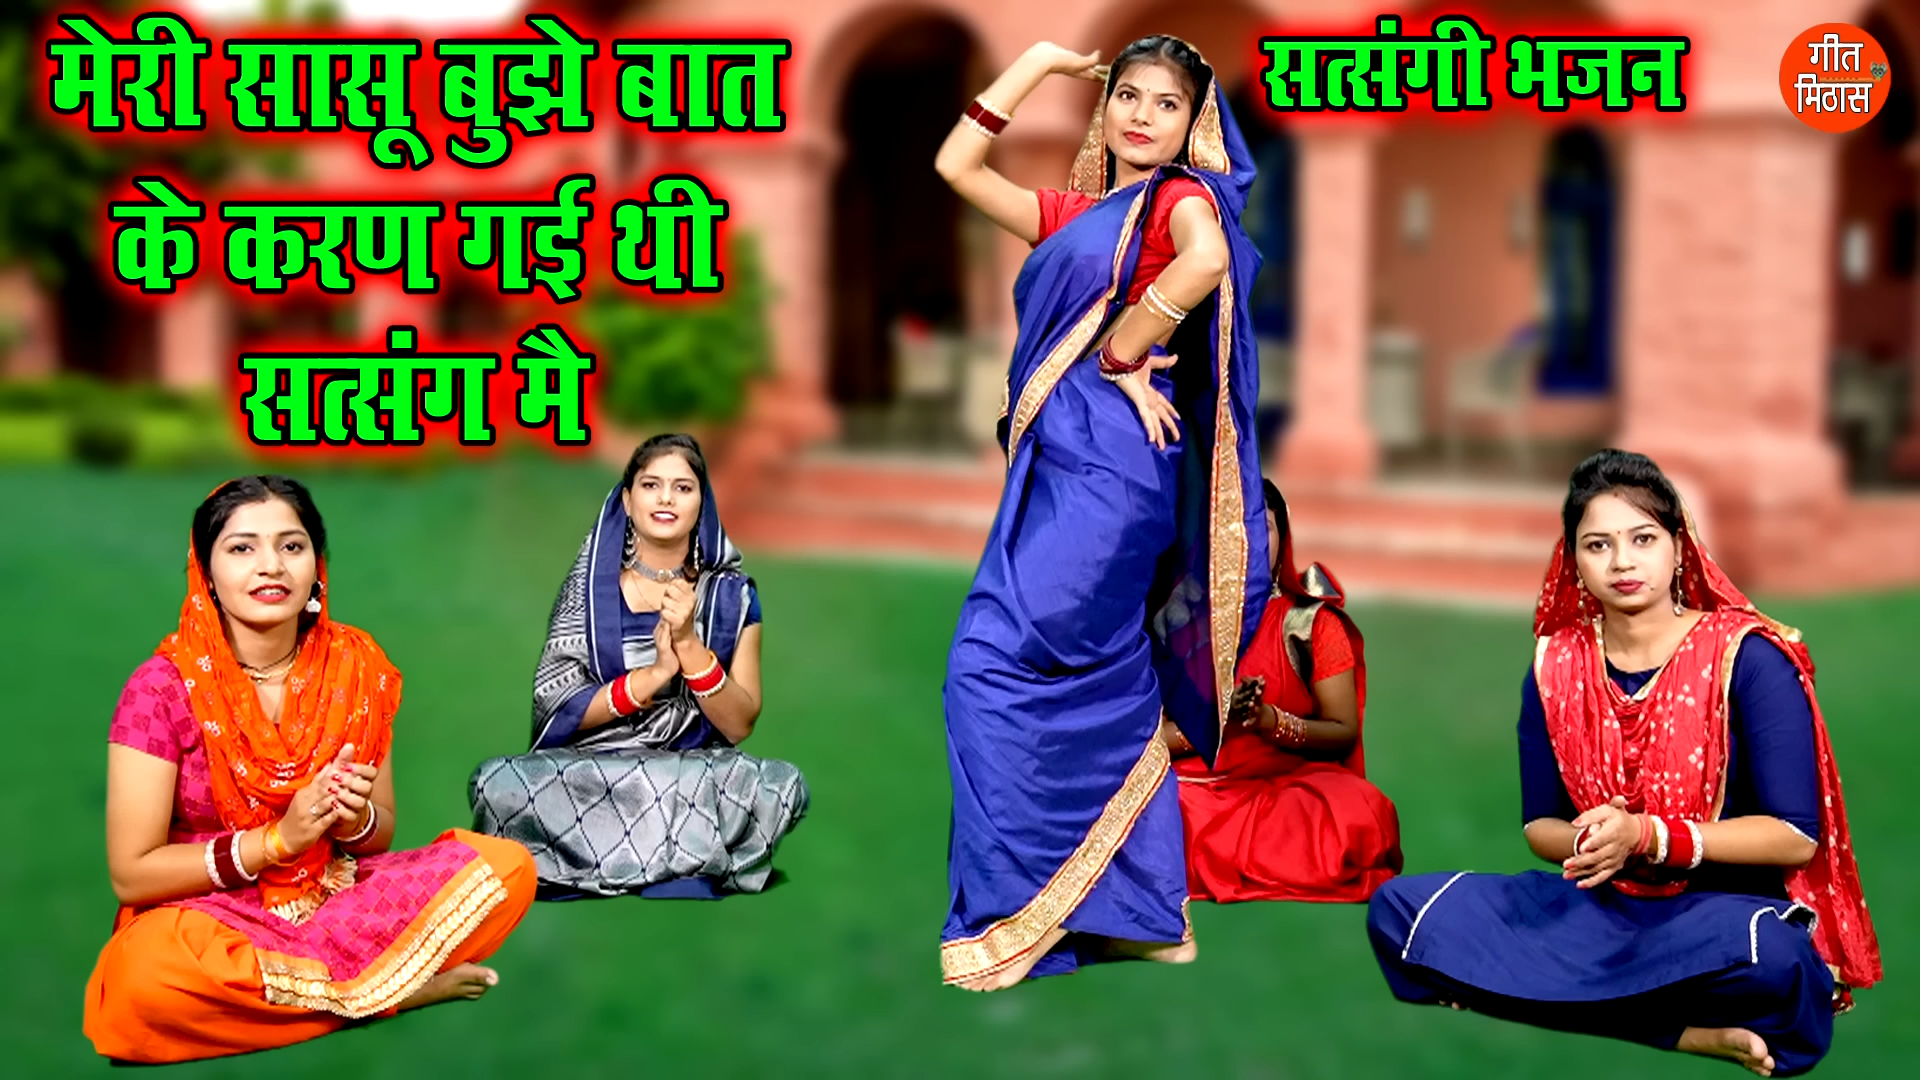 मेरी सासू बुझे बात
के करण गई थी
सत्संग मै
सत्संगी भजन
गीत
मिठास